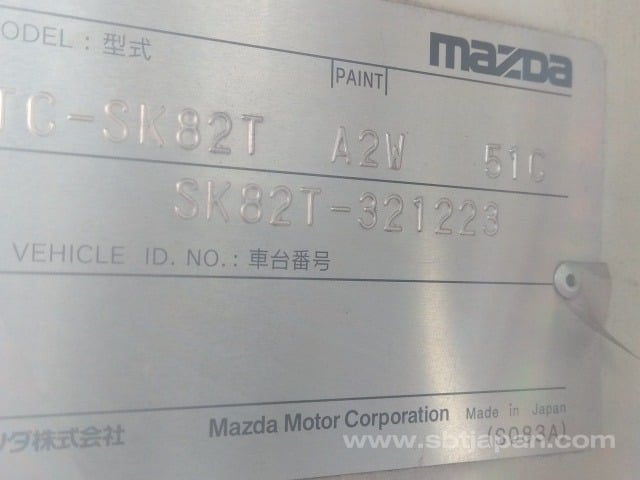 MODEL : 型式
mazda
PAINT
TC-SK82T A2W 51C
SK82T-321223
VEHICLE ID. NO. : 車台番号
ツダ株式会社
Mazda Motor Corporation Made in Japan
(S083A)
www.sbtjapan.com